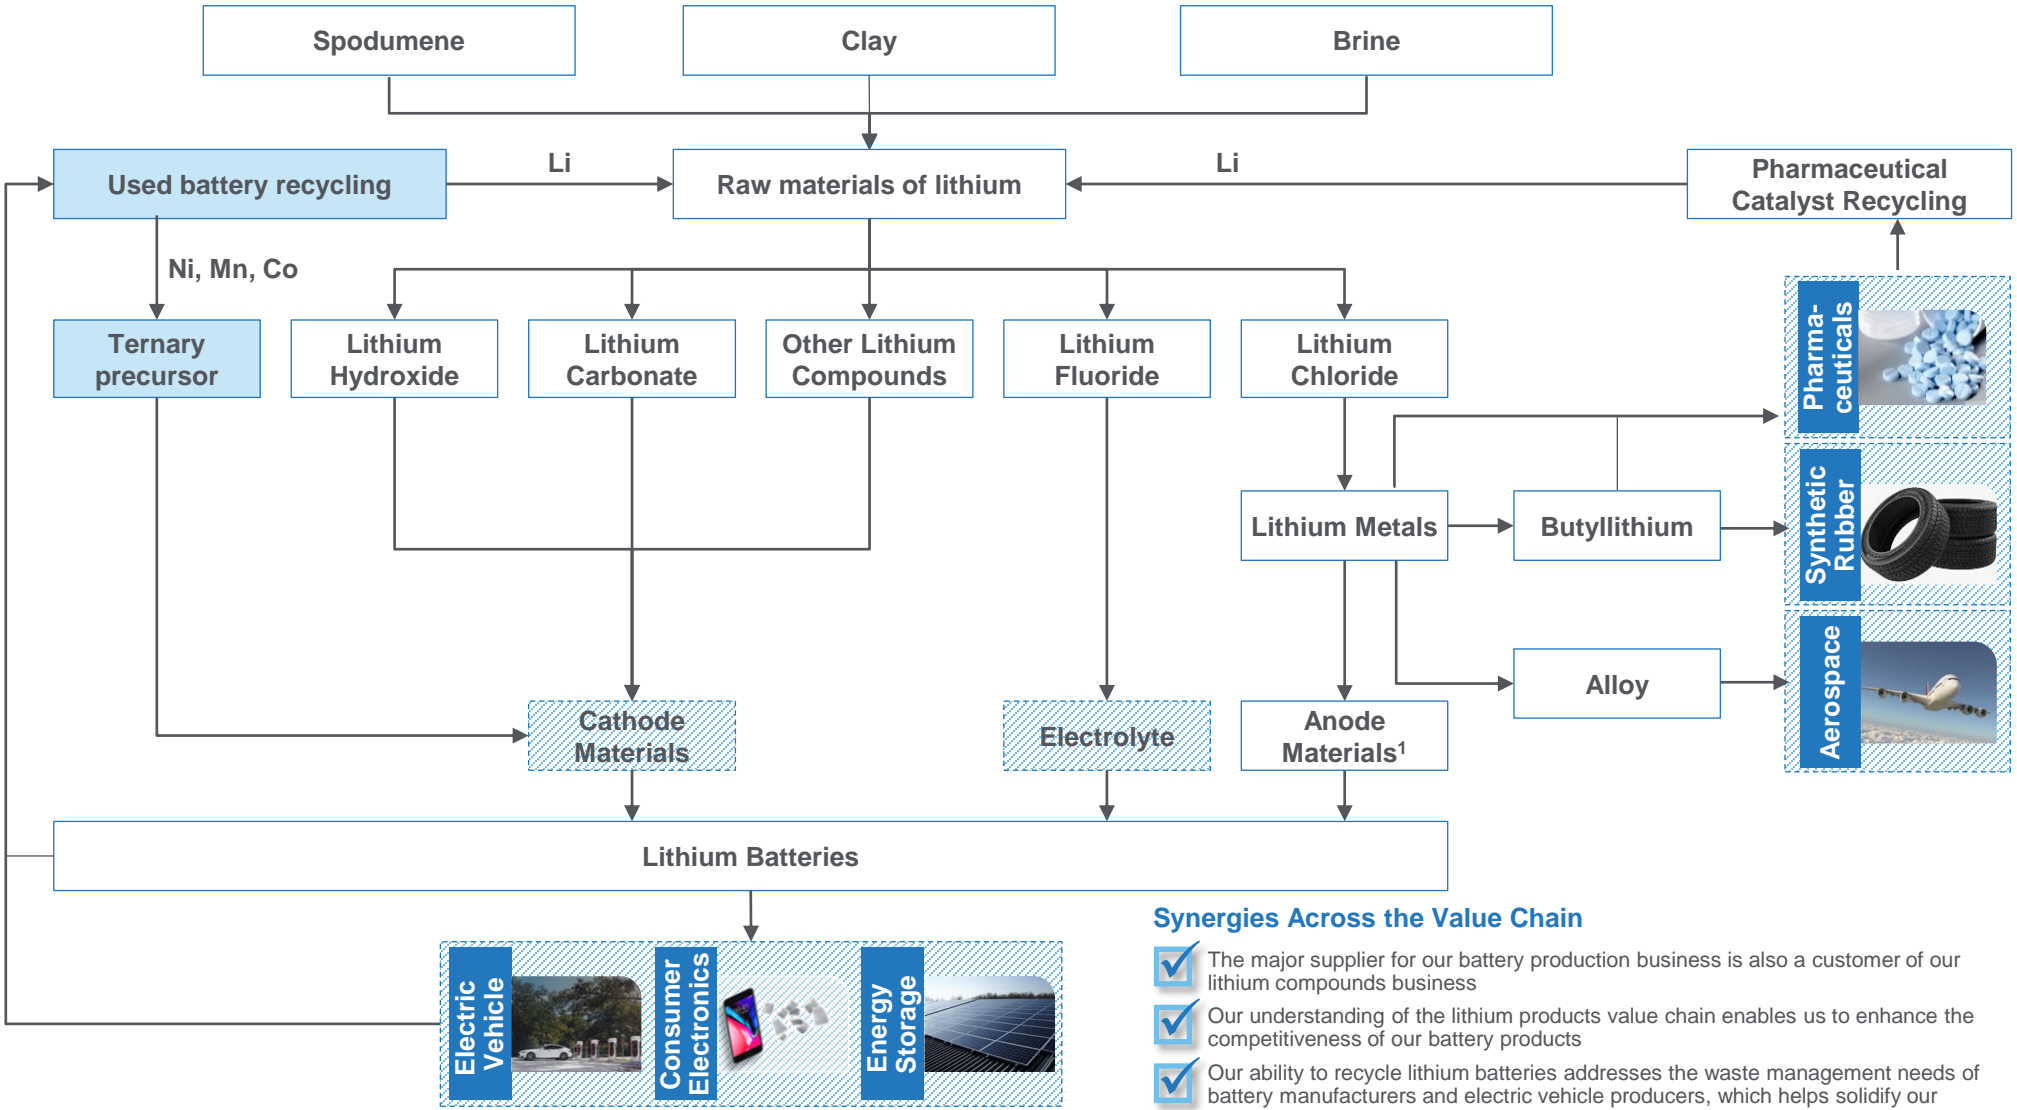 Spodumene
Clay
Brine
Used battery recycling
Li
Raw materials of lithium
Li
Pharmaceutical
Catalyst Recycling
Ni, Mn, Co
Ternary
precursor
Lithium
Hydroxide
Lithium
Carbonate
Other Lithium
Compounds
Lithium
Fluoride
Lithium
Chloride
Pharma-
ceuticals
Lithium Metals
Butyllithium
Synthetic
Rubber
Alloy
Aerospace
Cathode
Materials
Electrolyte
Anode
Materials¹
Lithium Batteries
Electric
Vehicle
Consumer
Electronics
Energy
Storage
Synergies Across the Value Chain
The major supplier for our battery production business is also a customer of our
lithium compounds business
Our understanding of the lithium products value chain enables us to enhance the
competitiveness of our battery products
Our ability to recycle lithium batteries addresses the waste management needs of
battery manufacturers and electric vehicle producers, which helps solidify our